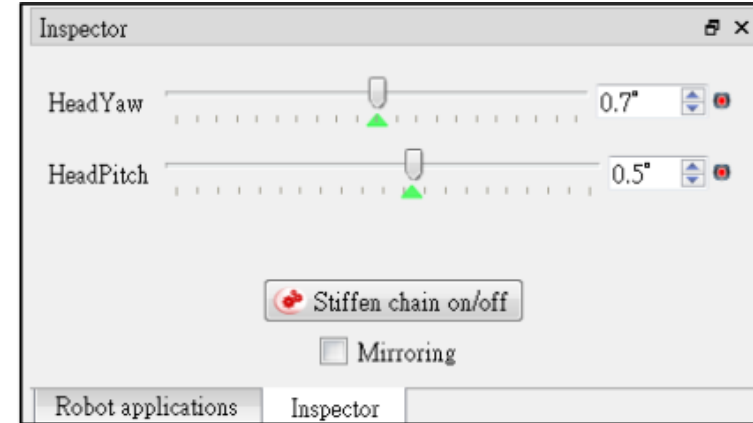 Inspector
HeadYaw 0.7°
HeadPitch 0.5°
Stiffen chain on/off
Mirroring
Robot applications Inspector